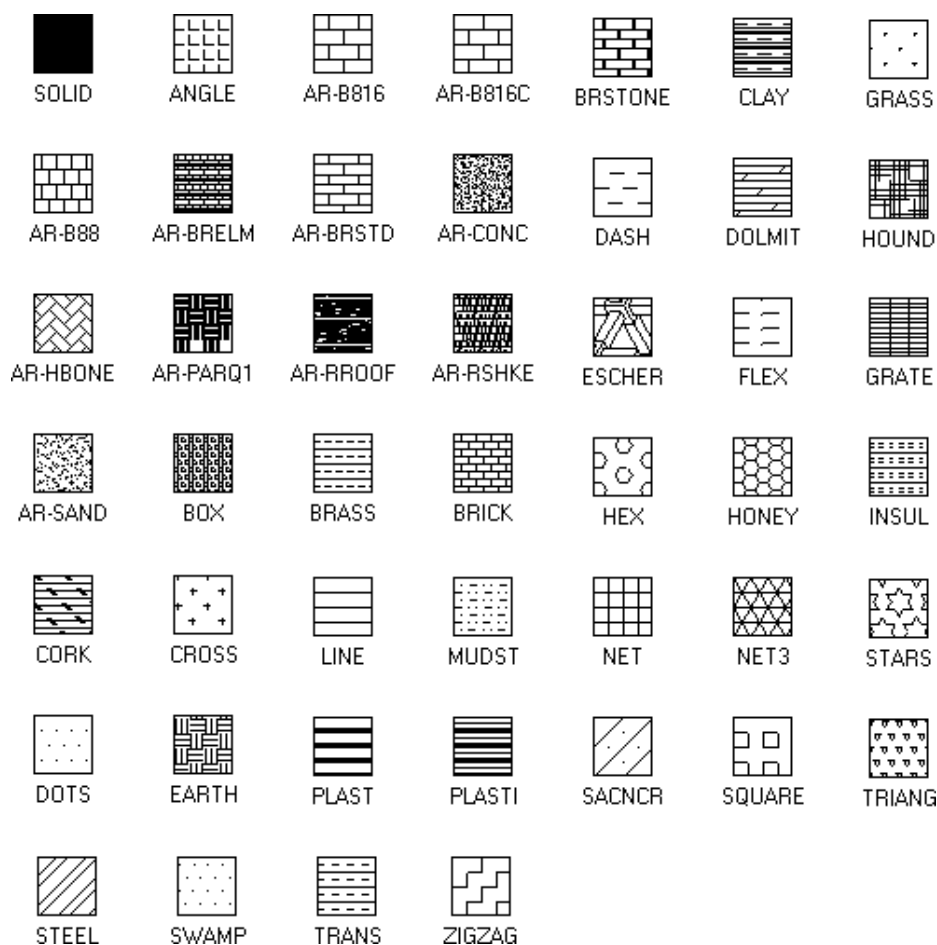 SOLID ANGLE AR-B816 AR-B816C BRSTONE CLAY GRASS
AR-B88 AR-BRELM AR-BRSTD AR-CONC DASH DOLMIT HOUND
AR-HBONE AR-PARQ1 AR-RROOF AR-RSHKE ESCHER FLEX GRATE
AR-SAND BOX BRASS BRICK HEX HONEY INSUL
CORK CROSS LINE MUDST NET NET3 STARS
DOTS EARTH PLAST PLASTI SACNCR SQUARE TRIANG
STEEL SWAMP TRANS ZIGZAG